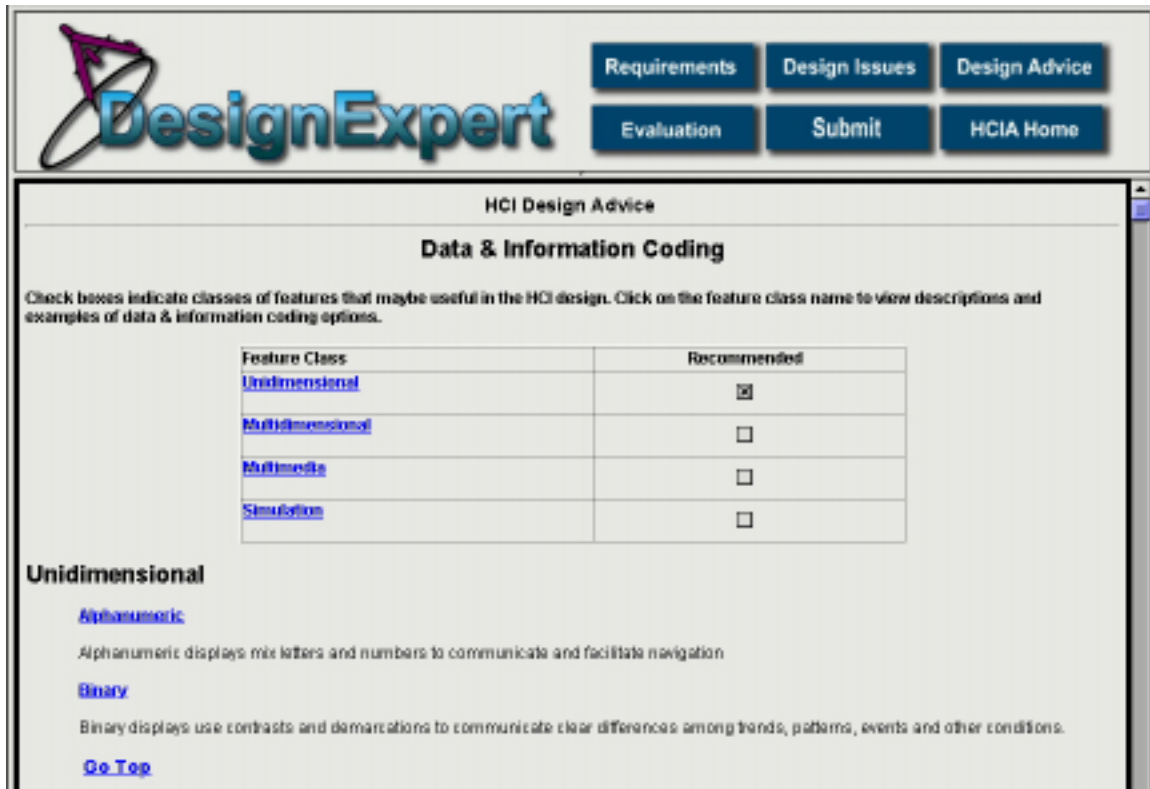 DesignExpert
Requirements Design Issues Design Advice
Evaluation Submit HCIA Home
HCI Design Advice
Data & Information Coding
Check boxes indicate classes of features that maybe useful in the HCI design. Click on the feature class name to view descriptions and
examples of data & information coding options.
Feature Class Recommended
Unidimensional
Multidimensional
Multimedia
Simulation
Unidimensional
Alphanumeric
Alphanumeric displays mix letters and numbers to communicate and facilitate navigation
Binary
Binary displays use contrasts and demarcations to communicate clear differences among trends, patterns, events and other conditions.
Go Top